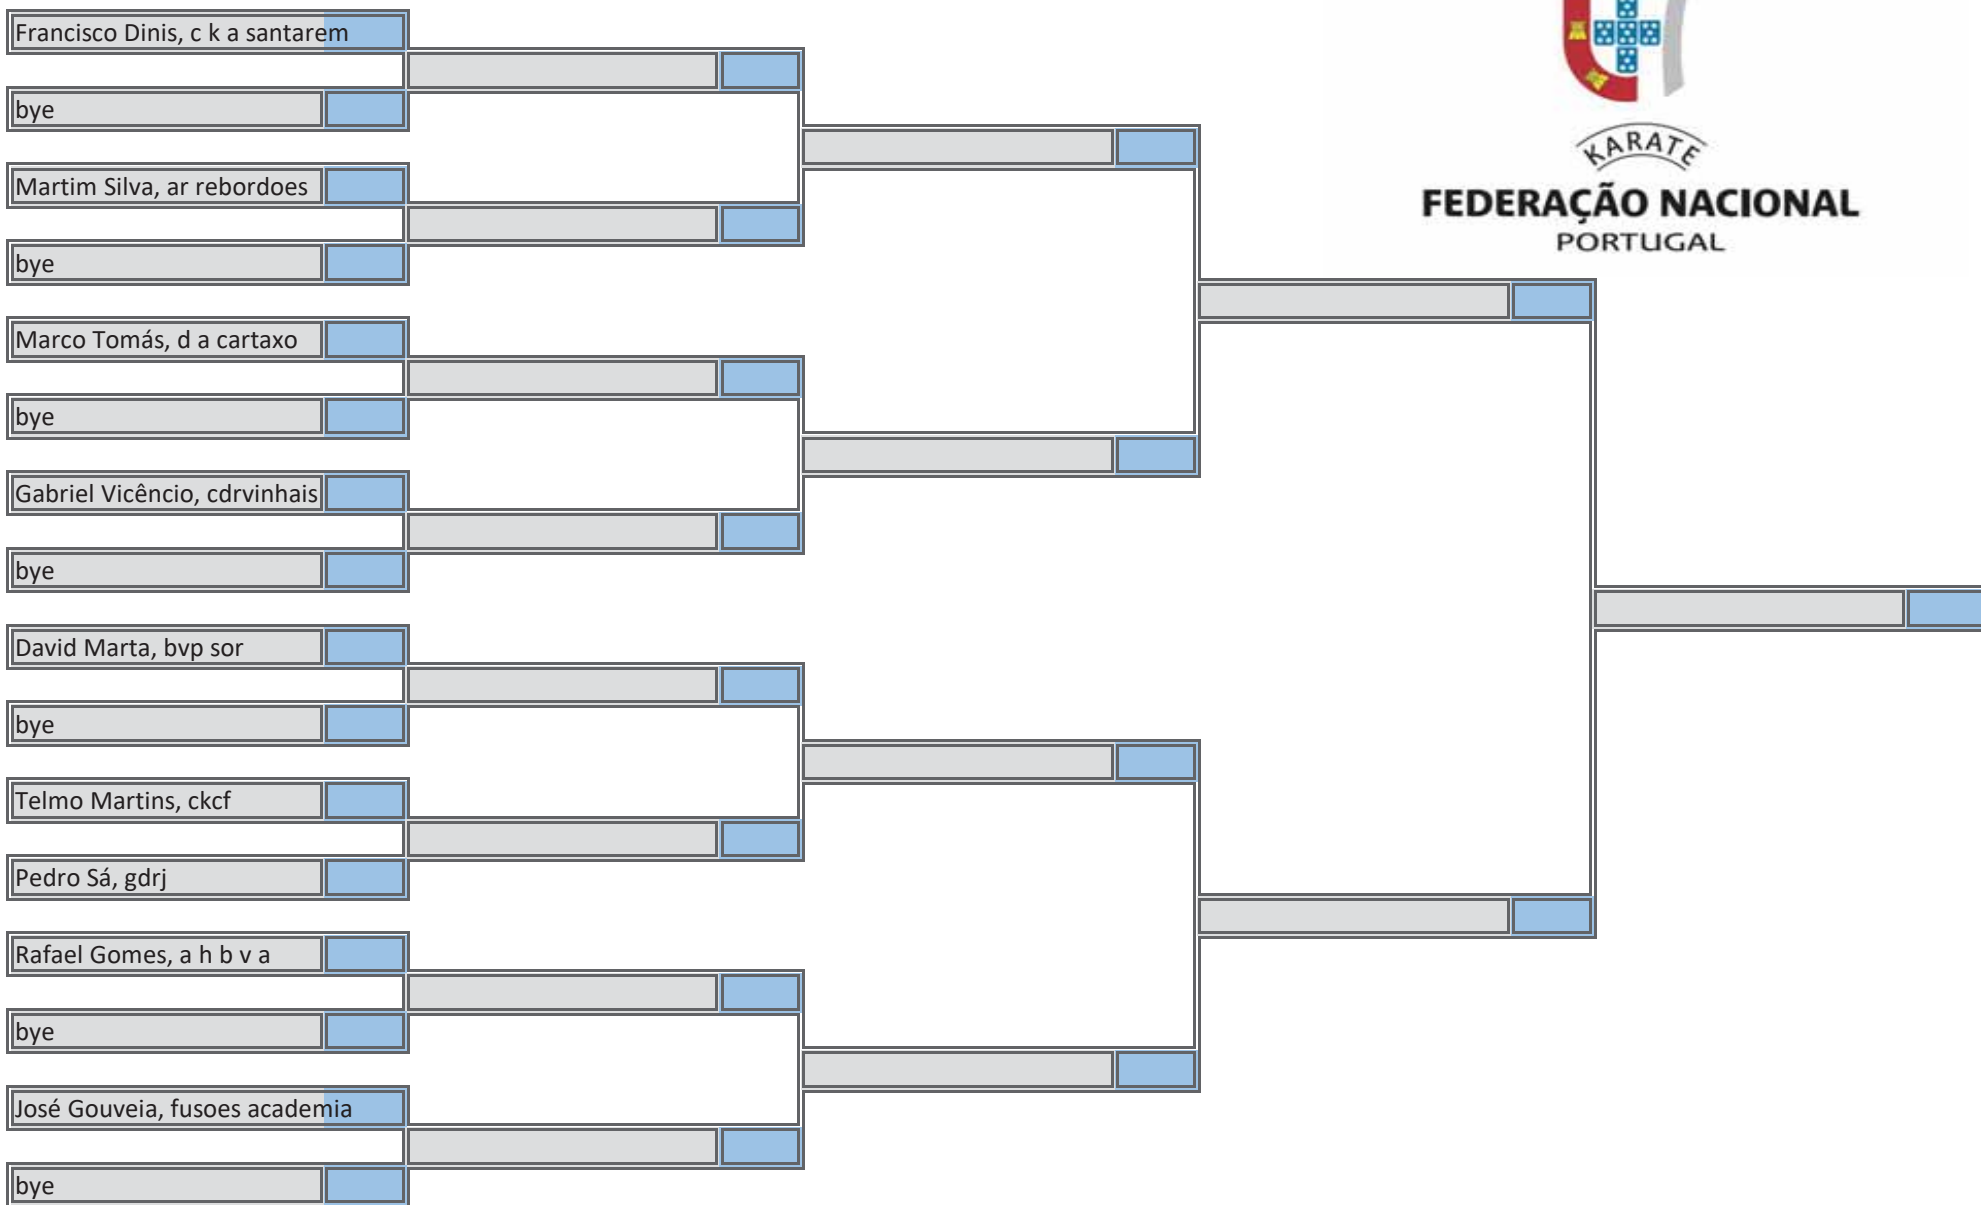 Francisco Dinis, c k a santarem
bye
Martim Silva, ar rebordoes
bye
Marco Tomás, d a cartaxo
bye
Gabriel Vicêncio, cdrvinhais
bye
David Marta, bvp sor
bye
Telmo Martins, ckcf
Pedro Sá, gdrj
Rafael Gomes, a h b v a
bye
José Gouveia, fusoes academia
bye
KARATE
FEDERAÇÃO NACIONAL
PORTUGAL